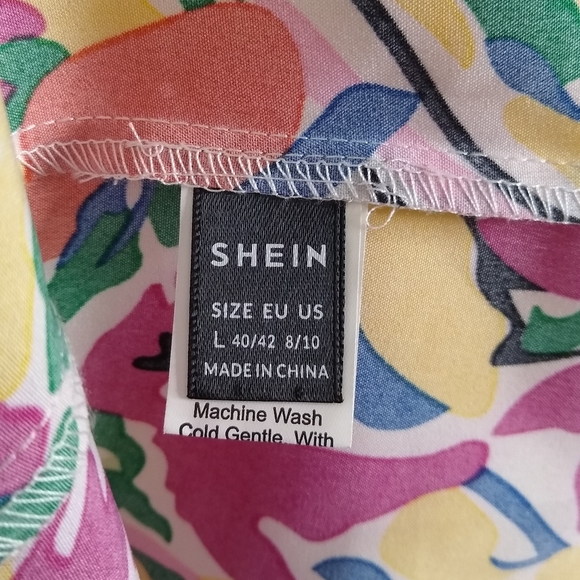 SHEIN
SIZE EU US
L 40/42 8/10
MADE IN CHINA
Machine Wash
Cold Gentle, With